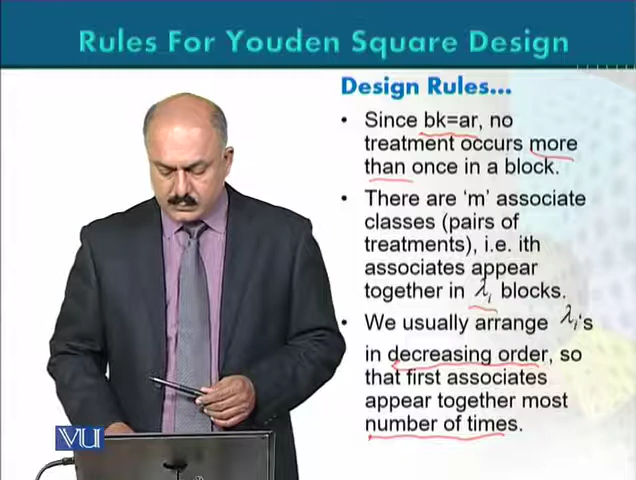 Rules For Youden Square Design
Design Rules...
• Since bk=ar, no
treatment occurs more
than once in a block.
• There are 'm' associate
classes (pairs of
treatments), i.e. ith
associates appear
together in λi blocks.
• We usually arrange λi's
in decreasing order, so
that first associates
appear together most
number of times.
VU